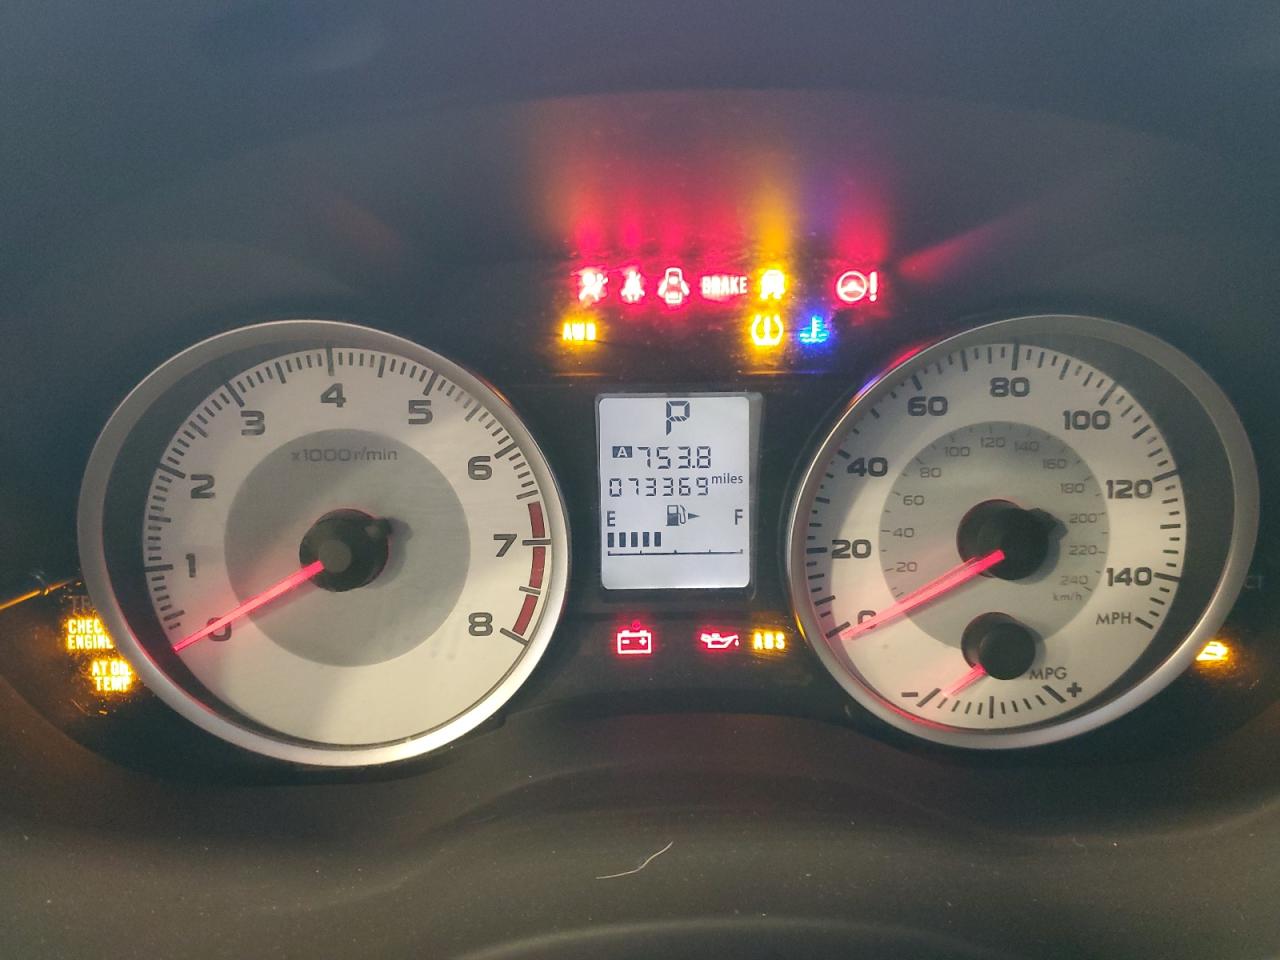 BRAKE
AWD
P
A 753.8
073369 miles
E F
0 1 2 3 4 5 6 7 8
x1000r/min
CHECK
ENGINE
AT OIL
TEMP
ABS
0 20 40 60 80 100 120 140
MPH
20 40 60 80 100 120 140 160 180 200 220 240
km/h
MPG
- +